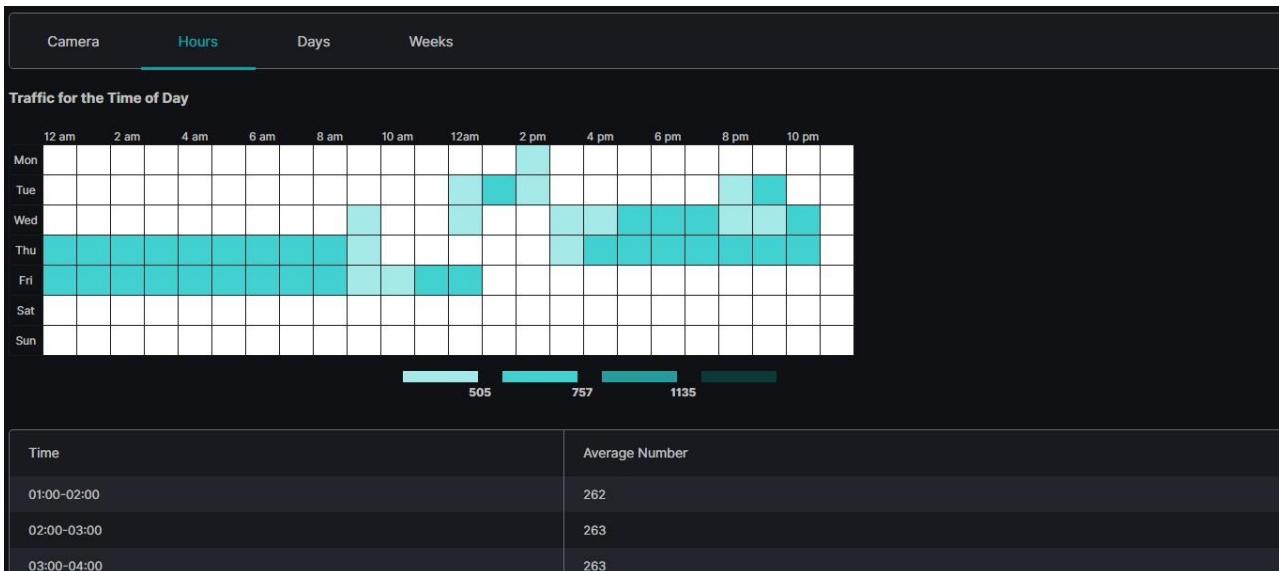 Camera Hours Days Weeks
Traffic for the Time of Day
12 am 2 am 4 am 6 am 8 am 10 am 12am 2 pm 4 pm 6 pm 8 pm 10 pm
Mon
Tue
Wed
Thu
Fri
Sat
Sun
505 757 1135
Time Average Number
01:00-02:00 262
02:00-03:00 263
03:00-04:00 263